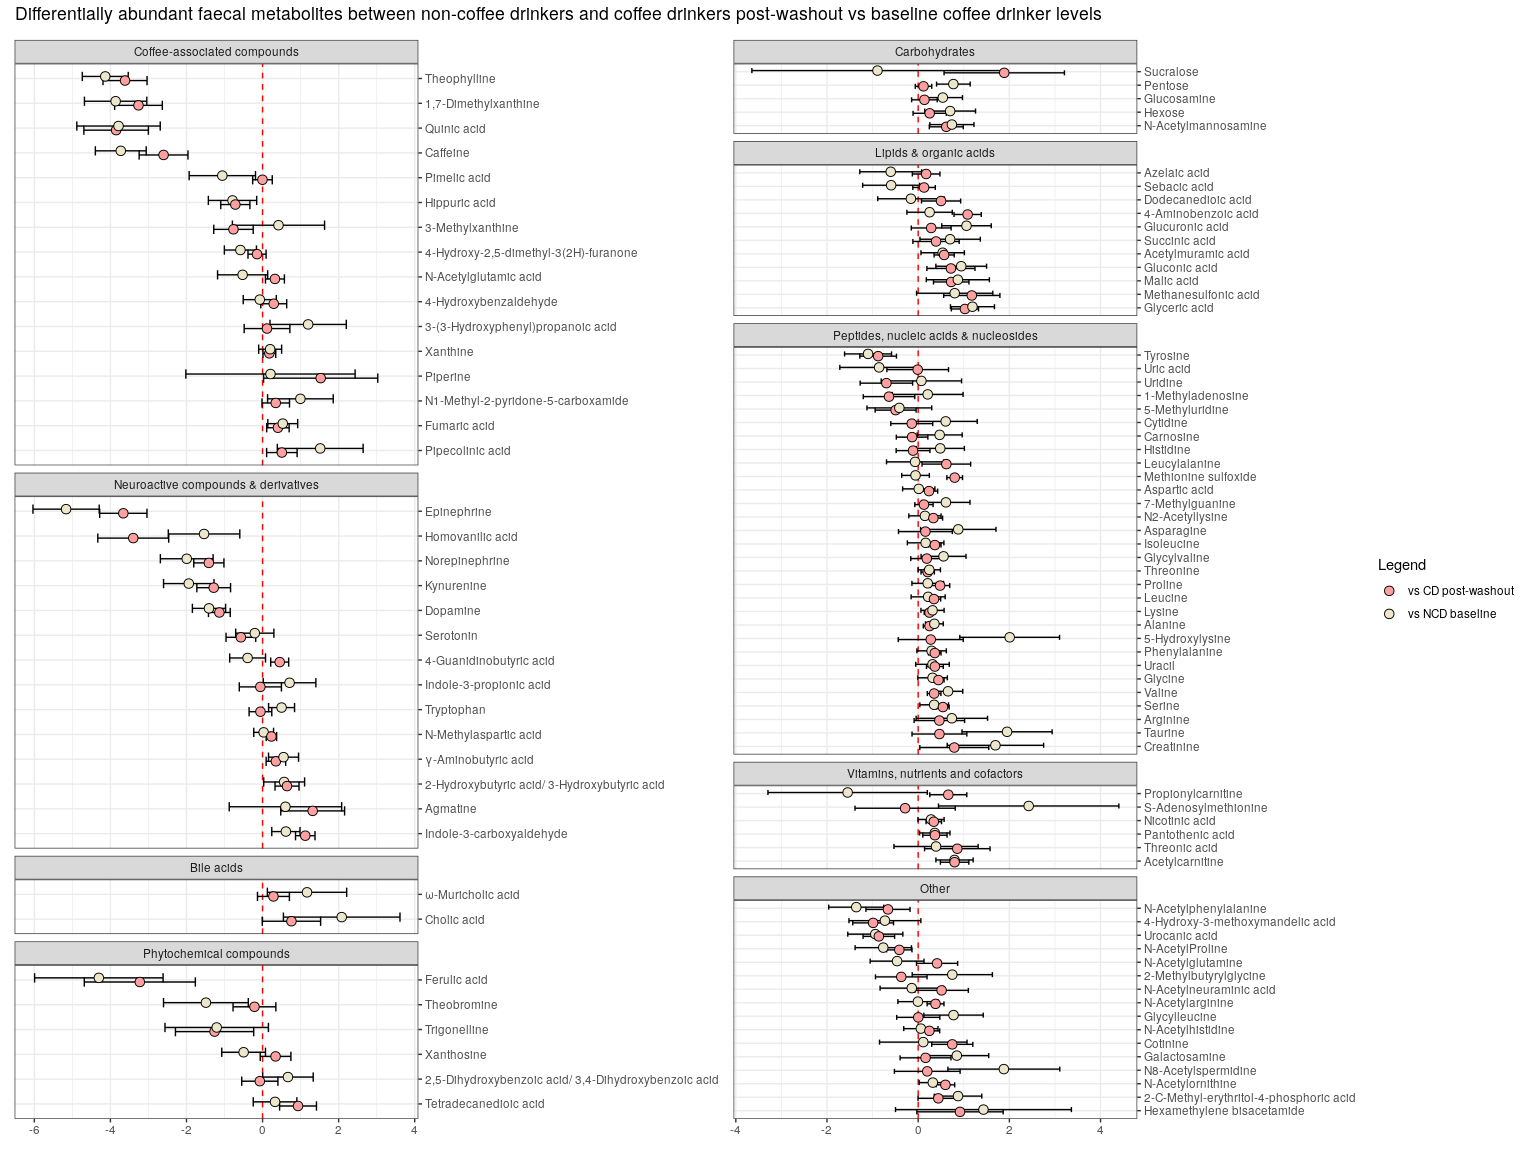 Differentially abundant faecal metabolites between non-coffee drinkers and coffee drinkers post-washout vs baseline coffee drinker levels
Coffee-associated compounds
Theophylline
1,7-Dimethylxanthine
Quinic acid
Caffeine
Pimelic acid
Hippuric acid
3-Methylxanthine
4-Hydroxy-2,5-dimethyl-3(2H)-furanone
N-Acetylglutamic acid
4-Hydroxybenzaldehyde
3-(3-Hydroxyphenyl)propanoic acid
Xanthine
Piperine
N1-Methyl-2-pyridone-5-carboxamide
Fumaric acid
Pipecolinic acid
Neuroactive compounds & derivatives
Epinephrine
Homovanillic acid
Norepinephrine
Kynurenine
Dopamine
Serotonin
4-Guanidinobutyric acid
Indole-3-propionic acid
Tryptophan
N-Methylaspartic acid
γ-Aminobutyric acid
2-Hydroxybutyric acid/ 3-Hydroxybutyric acid
Agmatine
Indole-3-carboxyaldehyde
Bile acids
ω-Muricholic acid
Cholic acid
Phytochemical compounds
Ferulic acid
Theobromine
Trigonelline
Xanthosine
2,5-Dihydroxybenzoic acid/ 3,4-Dihydroxybenzoic acid
Tetradecanedioic acid
-6 -4 -2 0 2 4
Carbohydrates
Sucralose
Pentose
Glucosamine
Hexose
N-Acetylmannosamine
Lipids & organic acids
Azelaic acid
Sebacic acid
Dodecanedioic acid
4-Aminobenzoic acid
Glucuronic acid
Succinic acid
Acetylmuramic acid
Gluconic acid
Malic acid
Methanesulfonic acid
Glyceric acid
Peptides, nucleic acids & nucleosides
Tyrosine
Uric acid
Uridine
1-Methyladenosine
5-Methyluridine
Cytidine
Carnosine
Histidine
Leucylalanine
Methionine sulfoxide
Aspartic acid
7-Methylguanine
N2-Acetyllysine
Asparagine
Isoleucine
Glycylvaline
Threonine
Proline
Leucine
Lysine
Alanine
5-Hydroxylysine
Phenylalanine
Uracil
Glycine
Valine
Serine
Arginine
Taurine
Creatinine
Vitamins, nutrients and cofactors
Propionylcarnitine
S-Adenosylmethionine
Nicotinic acid
Pantothenic acid
Threonic acid
Acetylcarnitine
Other
N-Acetylphenylalanine
4-Hydroxy-3-methoxymandelic acid
Urocanic acid
N-AcetylProline
N-Acetylglutamine
2-Methylbutyrylglycine
N-Acetylneuraminic acid
N-Acetylarginine
Glycylleucine
N-Acetylhistidine
Cotinine
Galactosamine
N8-Acetylspermidine
N-Acetylornithine
2-C-Methyl-erythritol-4-phosphoric acid
Hexamethylene bisacetamide
-4 -2 0 2 4
Legend
vs CD post-washout
vs NCD baseline